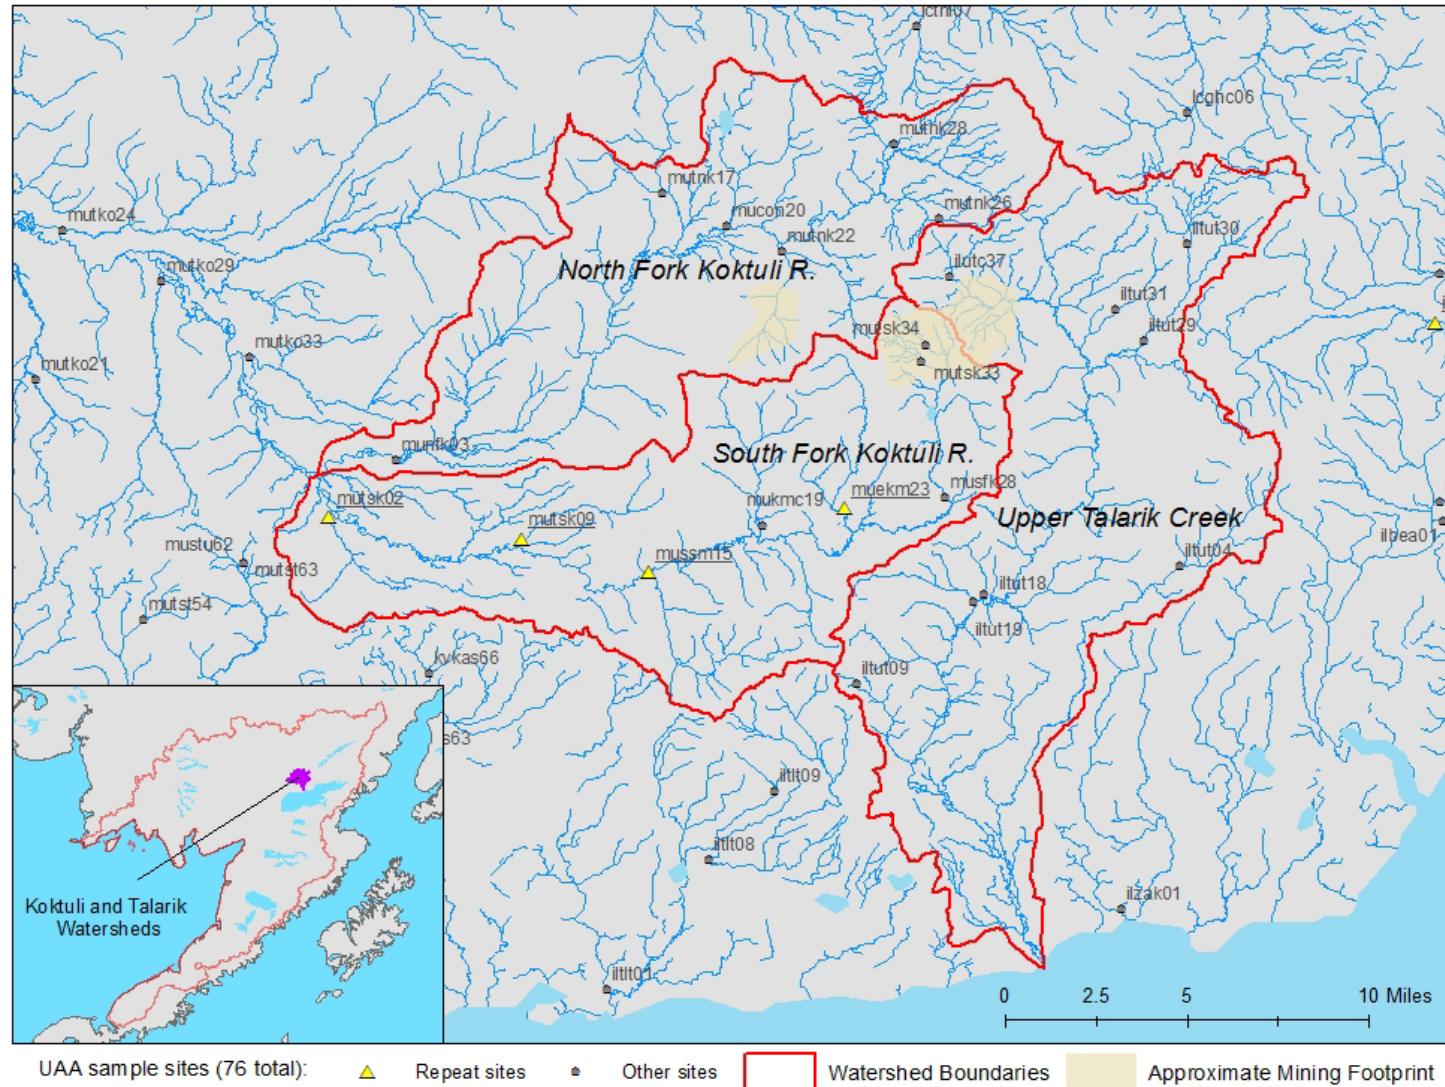 lcthf07
lcghc06
mutnk28
mutnk17
mutko24
mucon20
mutnk26
mutnk22
iltut30
North Fork Koktuli R.
mutko29
ilutc37
iltut31
mutsk34
iltut29
mutko33
mutsk33
mutko21
munfk03
South Fork Koktuli R.
mutsk02
mukmc19
muekm23
musfk28
mutsk09
Upper Talarik Creek
mustu62
mussm15
ilbea01
iltut04
mutst63
iltut18
mutst54
iltut19
kvkas66
iltut09
s63
iltlt09
iltlt08
Koktuli and Talarik
Watersheds
ilzak01
iltlt01
0 2.5 5 10 Miles
UAA sample sites (76 total): Repeat sites Other sites Watershed Boundaries Approximate Mining Footprint